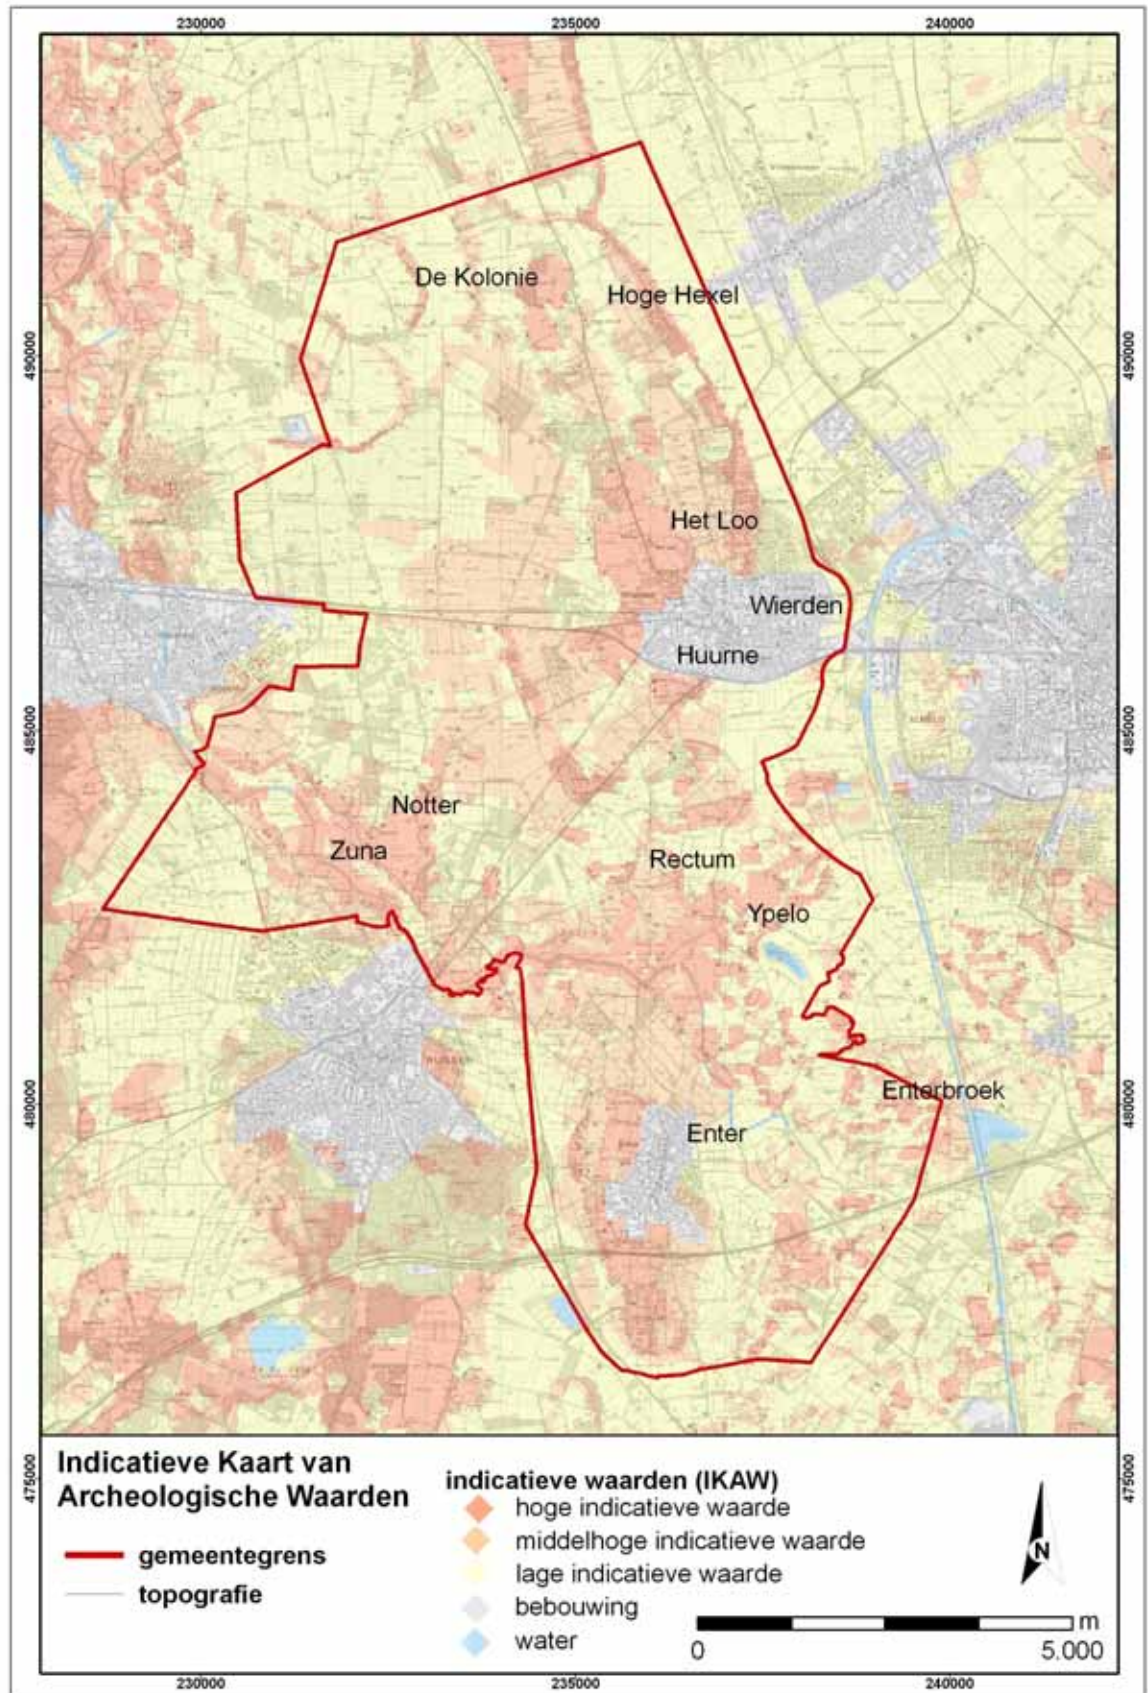 230000
235000
240000
490000
490000
De Kolonie
Hoge Hexel
Het Loo
Wierden
Huurne
485000
485000
Notter
Zuna
Rectum
Ypelo
480000
480000
Enterbroek
Enter
Indicatieve Kaart van
Archeologische Waarden
gemeentegrens
topografie
indicatieve waarden (IKAW)
hoge indicatieve waarde
middelhoge indicatieve waarde
lage indicatieve waarde
bebouwing
water
N
m
0
5.000
475000
475000
230000
235000
240000